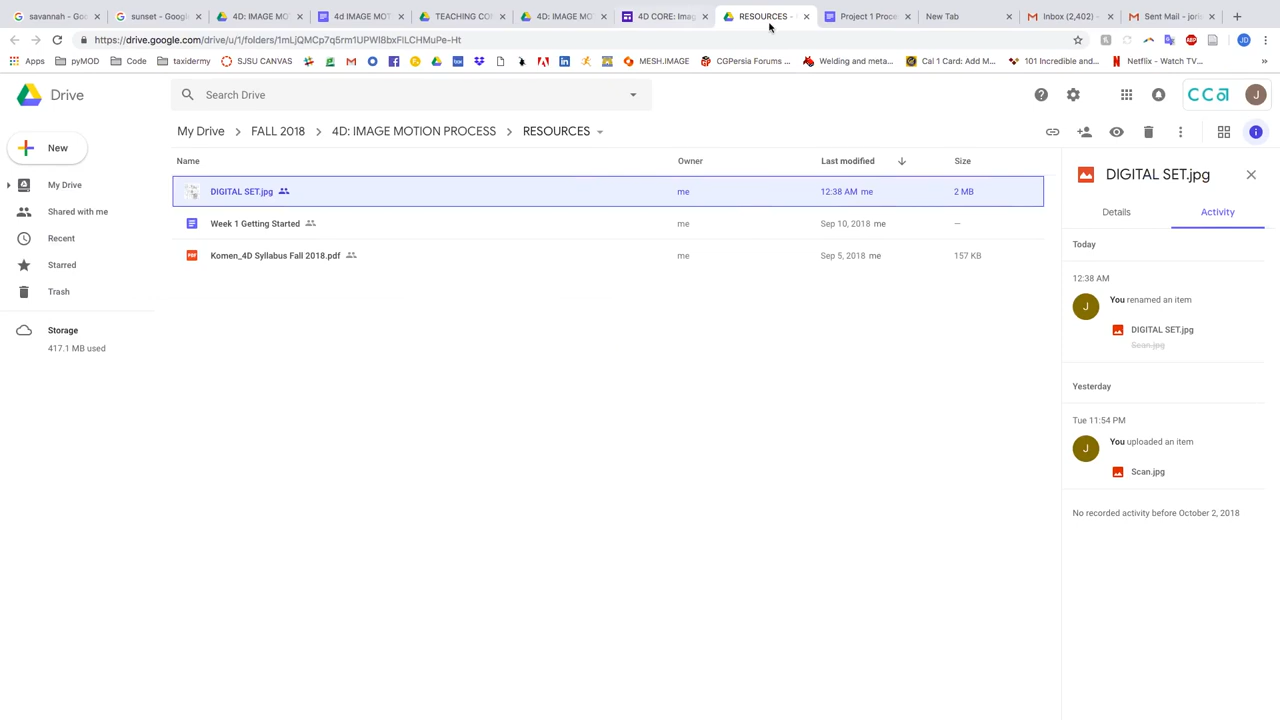 savannah - Goo
sunset - Google
4D: IMAGE MO
4d IMAGE MOT
TEACHING CO
4D: IMAGE MO
4D CORE: Imag
RESOURCES -
Project 1 Proce
New Tab
Inbox (2,402) -
Sent Mail - jori
https://drive.google.com/drive/u/1/folders/1mLjQMCp7q5rm1UPWI8bxFlLCHMuPe-Ht
ABP
JD
Apps
pyMOD
Code
taxidermy
SJSU CANVAS
MESH.IMAGE
CGPersia Forums ...
Welding and meta...
Cal 1 Card: Add M...
101 Incredible and...
Netflix - Watch TV...
»
Drive
Search Drive
CCA
J
New
My Drive > FALL 2018 > 4D: IMAGE MOTION PROCESS > RESOURCES
My Drive
Shared with me
Recent
Starred
Trash
Storage
417.1 MB used
Name Owner Last modified Size
DIGITAL SET.jpg me 12:38 AM me 2 MB
Week 1 Getting Started me Sep 10, 2018 me —
PDF Komen_4D Syllabus Fall 2018.pdf me Sep 5, 2018 me 157 KB
DIGITAL SET.jpg
Details Activity
Today
12:38 AM
J You renamed an item
DIGITAL SET.jpg
Scan.jpg
Yesterday
Tue 11:54 PM
J You uploaded an item
Scan.jpg
No recorded activity before October 2, 2018